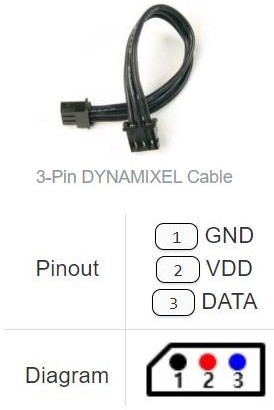 3-Pin DYNAMIXEL Cable
Pinout
1 GND
2 VDD
3 DATA
Diagram
1 2 3